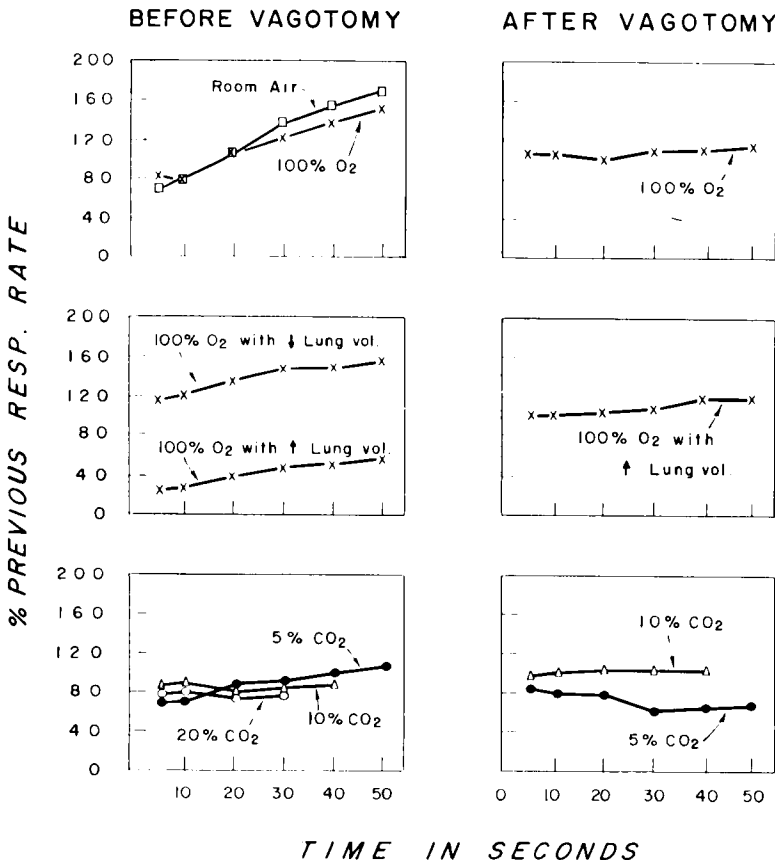 BEFORE VAGOTOMY
AFTER VAGOTOMY
% PREVIOUS RESP. RATE
200
160
120
80
40
0
Room Air
100% O2
100% O2
200
160
120
80
40
0
100% O2 with ↓ Lung vol.
100% O2 with ↑ Lung vol.
100% O2 with
↑ Lung vol.
200
160
120
80
40
0
5% CO2
20% CO2
10% CO2
10% CO2
5% CO2
10 20 30 40 50
0 10 20 30 40 50
TIME IN SECONDS